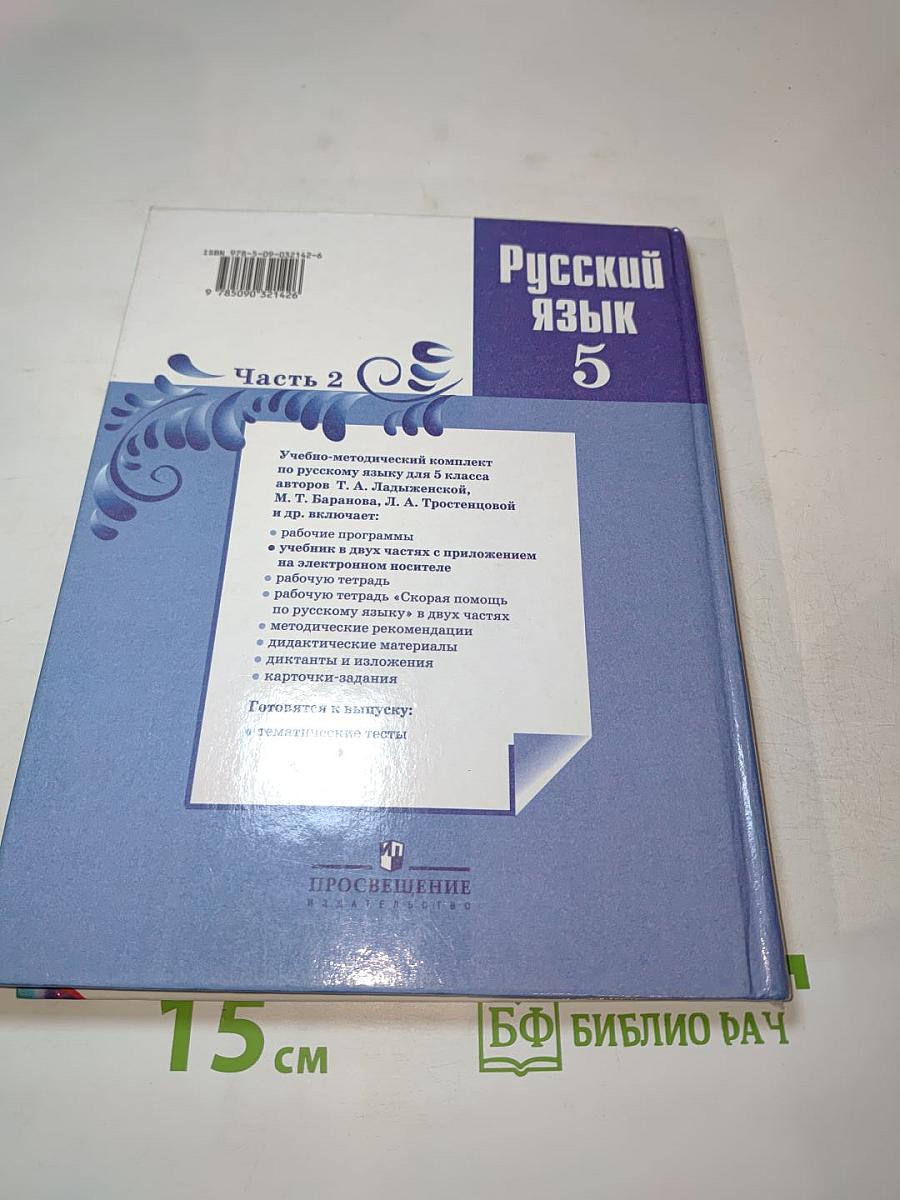 ISBN 978-5-09-032142-6
9 785090 321426
Русский
язык
5
Часть 2
Учебно-методический комплект
по русскому языку для 5 класса
авторов Т. А. Ладыженской,
М. Т. Баранова, Л. А. Тростенцовой
и др. включает:
• рабочие программы
• учебник в двух частях с приложением
на электронном носителе
• рабочую тетрадь
• рабочую тетрадь «Скорая помощь
по русскому языку» в двух частях
• методические рекомендации
• дидактические материалы
• диктанты и изложения
• карточки-задания
Готовятся к выпуску:
• тематические тесты
ПРОСВЕЩЕНИЕ
ИЗДАТЕЛЬСТВО
15 см
БФ БИБЛИО